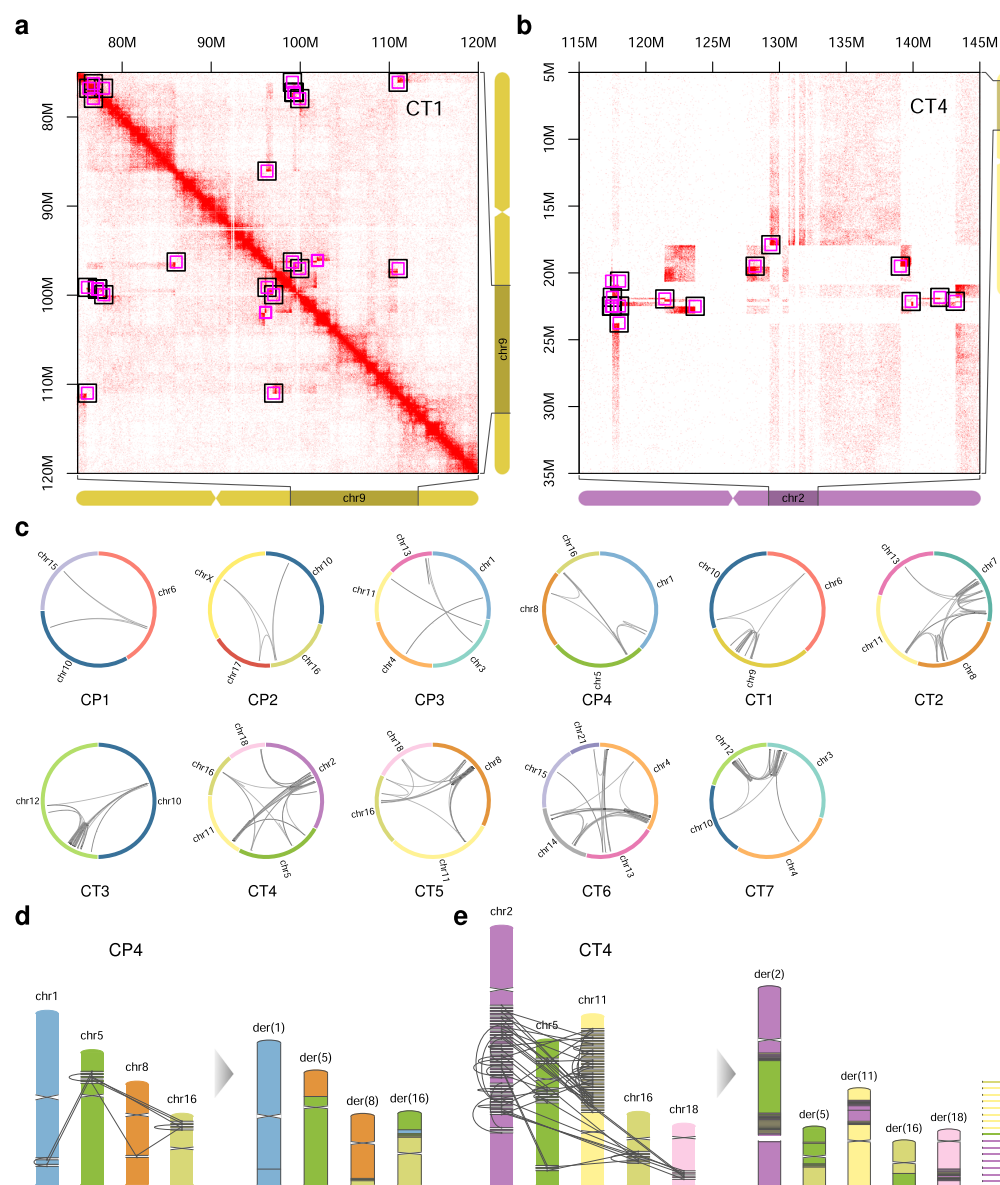 a
80M 90M 100M 110M 120M
CT1
80M
90M
100M
110M
120M
chr9
chr9
b
115M 120M 125M 130M 135M 140M 145M
CT4
5M
10M
15M
20M
25M
30M
35M
chr2
c
chr15 chr6 chr10
CP1
chrX chr10 chr17 chr16
CP2
chr13 chr1 chr11 chr4 chr3
CP3
chr16 chr1 chr8 chr5
CP4
chr10 chr6 chr9
CT1
chr13 chr7 chr11 chr8
CT2
chr12 chr10
CT3
chr18 chr2 chr16 chr11 chr5
CT4
chr18 chr8 chr16 chr11
CT5
chr21 chr4 chr15 chr14 chr13
CT6
chr12 chr3 chr10 chr4
CT7
d
CP4
chr1
chr5
chr8
chr16
der(1)
der(5)
der(8)
der(16)
e
CT4
chr2
chr5
chr11
chr16
chr18
der(2)
der(5)
der(11)
der(16)
der(18)